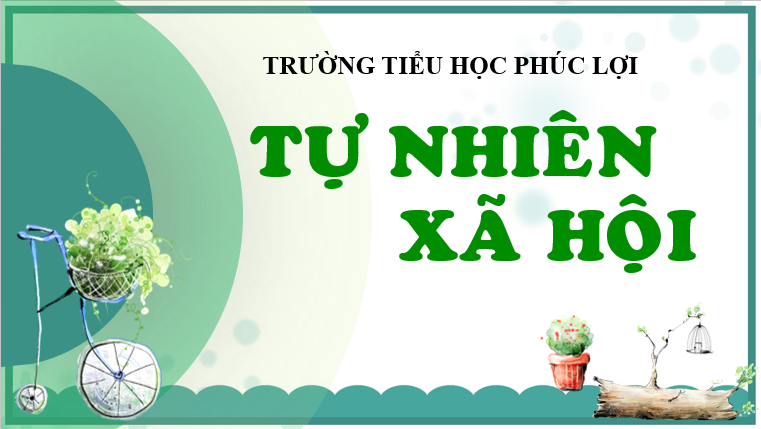 TRƯỜNG TIỂU HỌC PHÚC LỢI
TỰ NHIÊN
XÃ HỘI